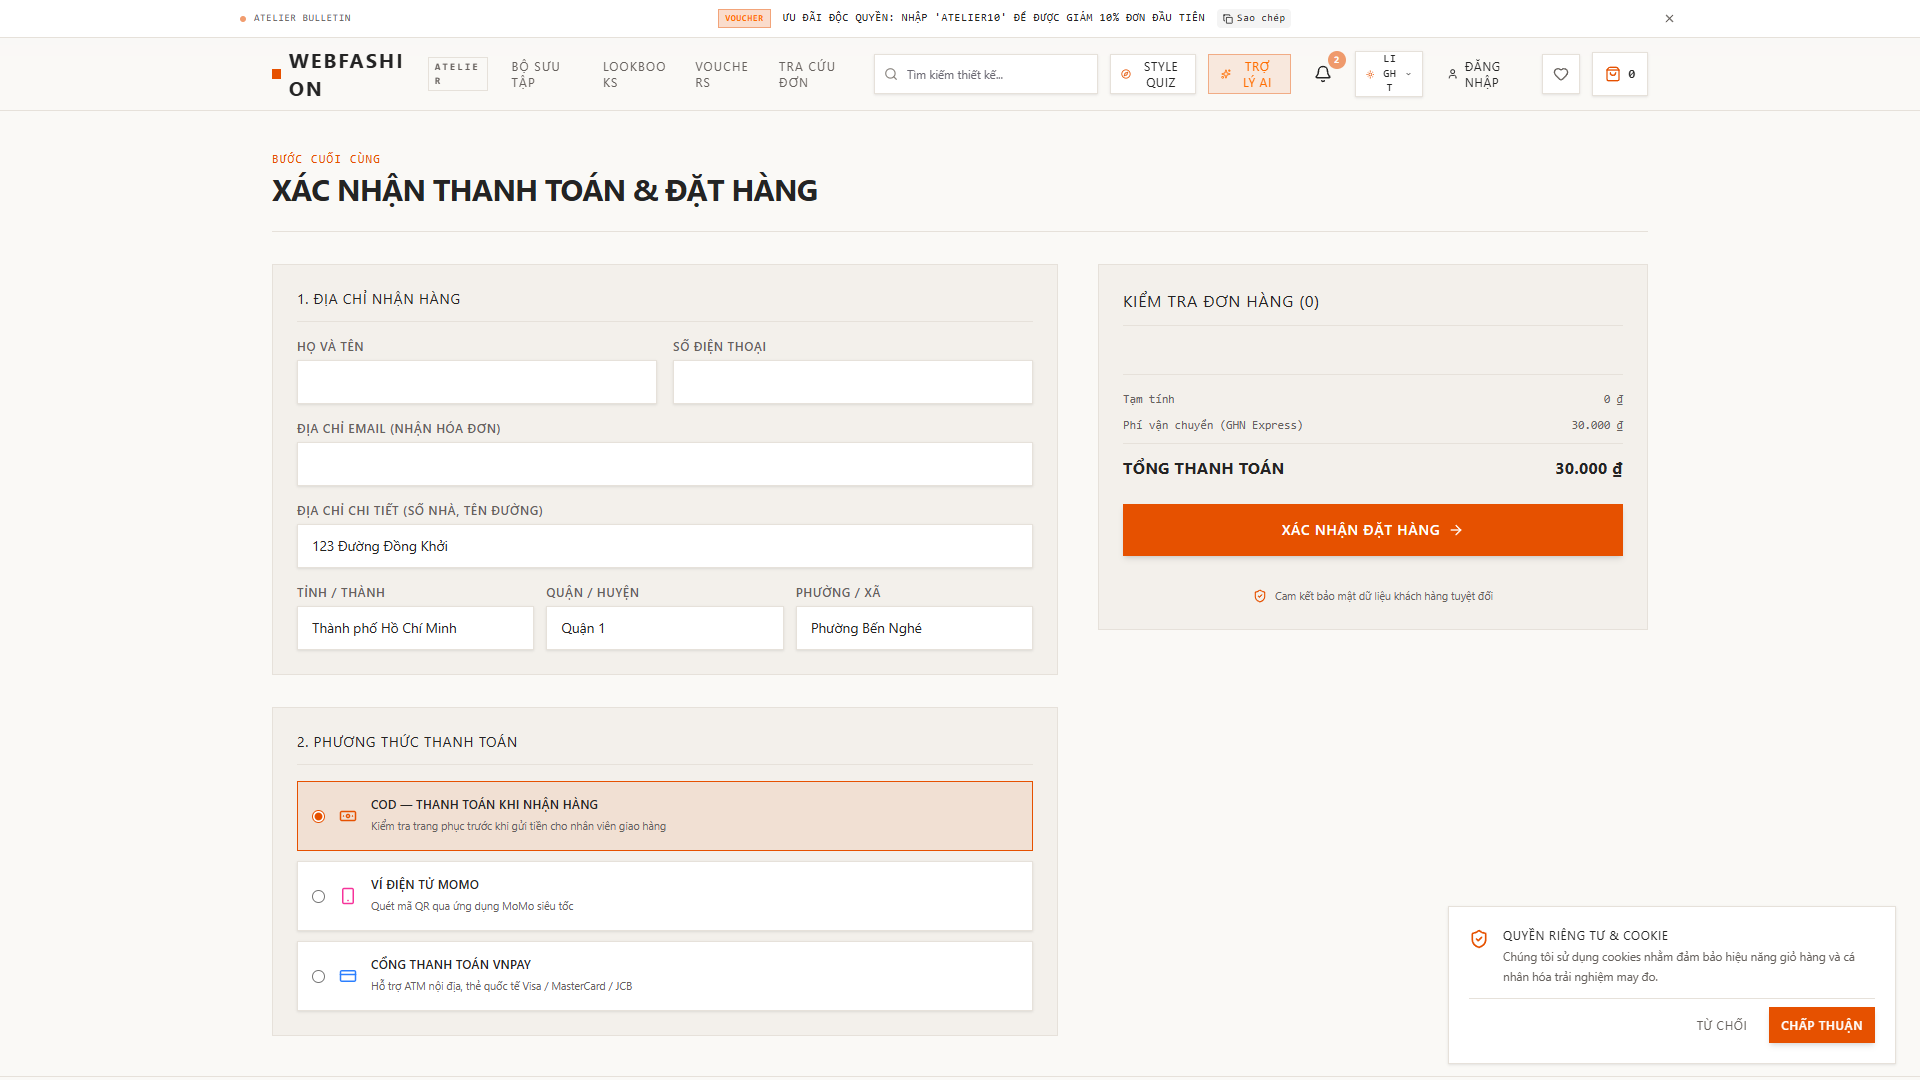 ATELIER BULLETIN
VOUCHER ƯU ĐÃI ĐỘC QUYỀN: NHẬP 'ATELIER10' ĐỂ ĐƯỢC GIẢM 10% ĐƠN ĐẦU TIÊN Sao chép
WEBFASHI
ON
ATELIE
R
BỘ SƯU
TẬP
LOOKBOO
KS
VOUCHE
RS
TRA CỨU
ĐƠN
Tìm kiếm thiết kế...
STYLE
QUIZ
TRỢ
LÝ AI
2
LI
GH
T
ĐĂNG
NHẬP
0
BƯỚC CUỐI CÙNG
XÁC NHẬN THANH TOÁN & ĐẶT HÀNG
1. ĐỊA CHỈ NHẬN HÀNG
HỌ VÀ TÊN
SỐ ĐIỆN THOẠI
ĐỊA CHỈ EMAIL (NHẬN HÓA ĐƠN)
ĐỊA CHỈ CHI TIẾT (SỐ NHÀ, TÊN ĐƯỜNG)
123 Đường Đồng Khởi
TỈNH / THÀNH
QUẬN / HUYỆN
PHƯỜNG / XÃ
Thành phố Hồ Chí Minh
Quận 1
Phường Bến Nghé
2. PHƯƠNG THỨC THANH TOÁN
COD — THANH TOÁN KHI NHẬN HÀNG
Kiểm tra trang phục trước khi gửi tiền cho nhân viên giao hàng
VÍ ĐIỆN TỬ MOMO
Quét mã QR qua ứng dụng MoMo siêu tốc
CỔNG THANH TOÁN VNPAY
Hỗ trợ ATM nội địa, thẻ quốc tế Visa / MasterCard / JCB
KIỂM TRA ĐƠN HÀNG (0)
Tạm tính 0 ₫
Phí vận chuyển (GHN Express) 30.000 ₫
TỔNG THANH TOÁN 30.000 ₫
XÁC NHẬN ĐẶT HÀNG
Cam kết bảo mật dữ liệu khách hàng tuyệt đối
QUYỀN RIÊNG TƯ & COOKIE
Chúng tôi sử dụng cookies nhằm đảm bảo hiệu năng giỏ hàng và cá
nhân hóa trải nghiệm may đo.
TỪ CHỐI
CHẤP THUẬN